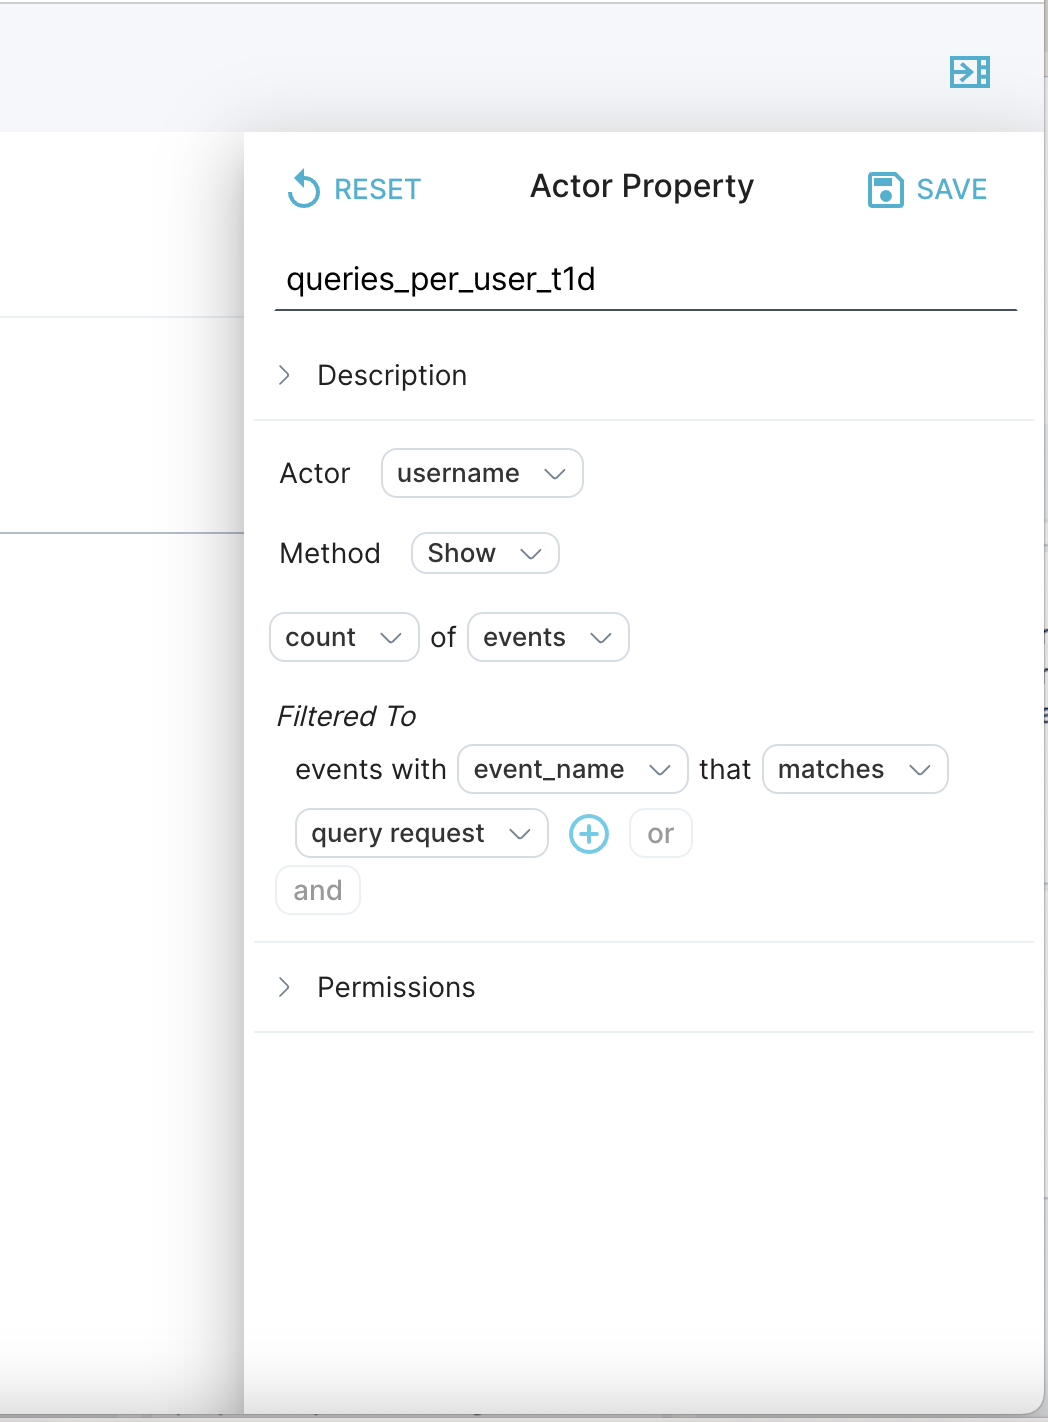 RESET Actor Property SAVE
queries_per_user_t1d
Description
Actor username
Method Show
count of events
Filtered To
events with event_name that matches
query request or
and
Permissions